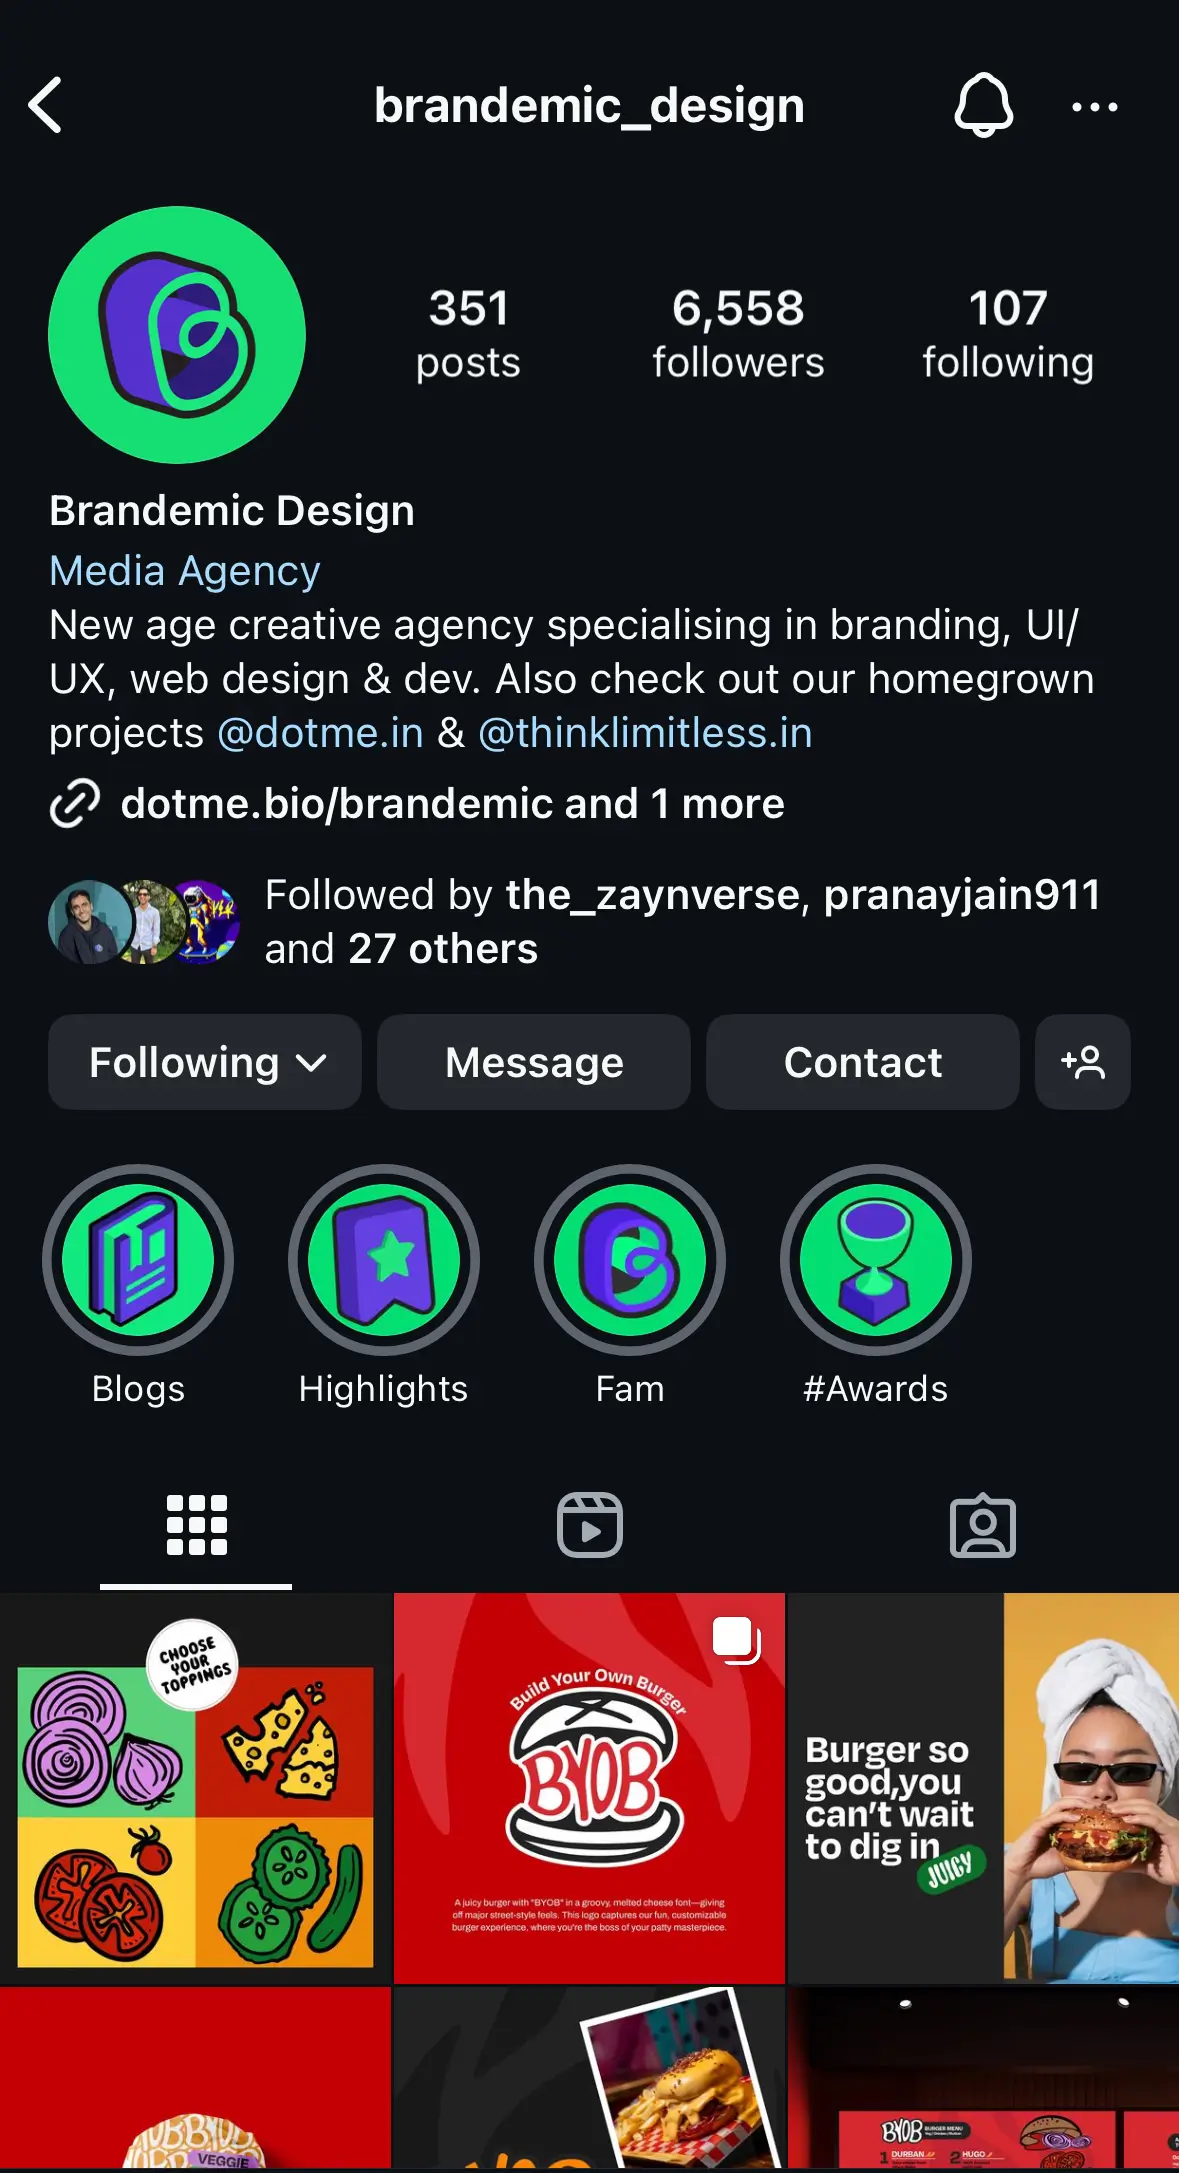 brandemic_design
351
posts
6,558
followers
107
following
Brandemic Design
Media Agency
New age creative agency specialising in branding, UI/
UX, web design & dev. Also check out our homegrown
projects @dotme.in & @thinklimitless.in
dotme.bio/brandemic and 1 more
Followed by the_zaynverse, pranayjain911
and 27 others
Following
Message
Contact
Blogs
Highlights
Fam
#Awards
CHOOSE
YOUR
TOPPINGS
Build Your Own Burger
BYOB
A juicy burger with "BYOB" in a groovy, melted cheese font—giving
off major street-style feels. This logo captures our fun, customizable
burger experience, where you're the boss of your patty masterpiece.
Burger so
good,you
can't wait
to dig in
JUICY
VEGGIE
BYOB
BURGER MENU
1 DURBAN
2 HUGO